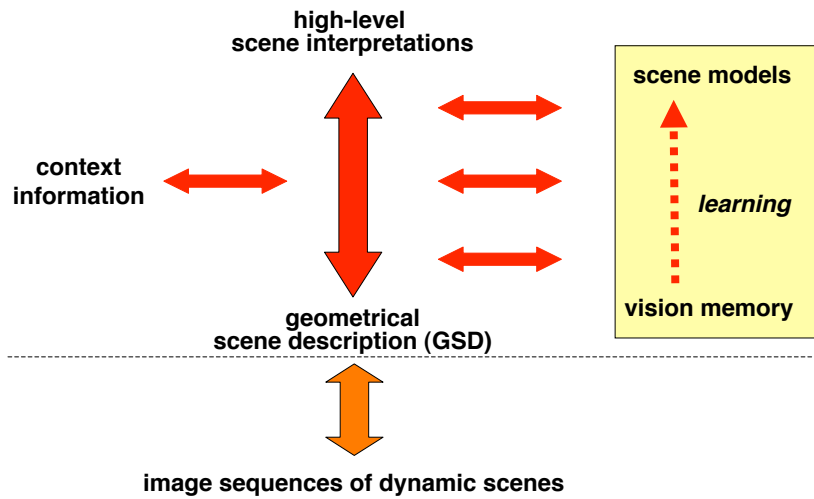 high-level
scene interpretations
scene models
context
information
learning
vision memory
geometrical
scene description (GSD)
image sequences of dynamic scenes